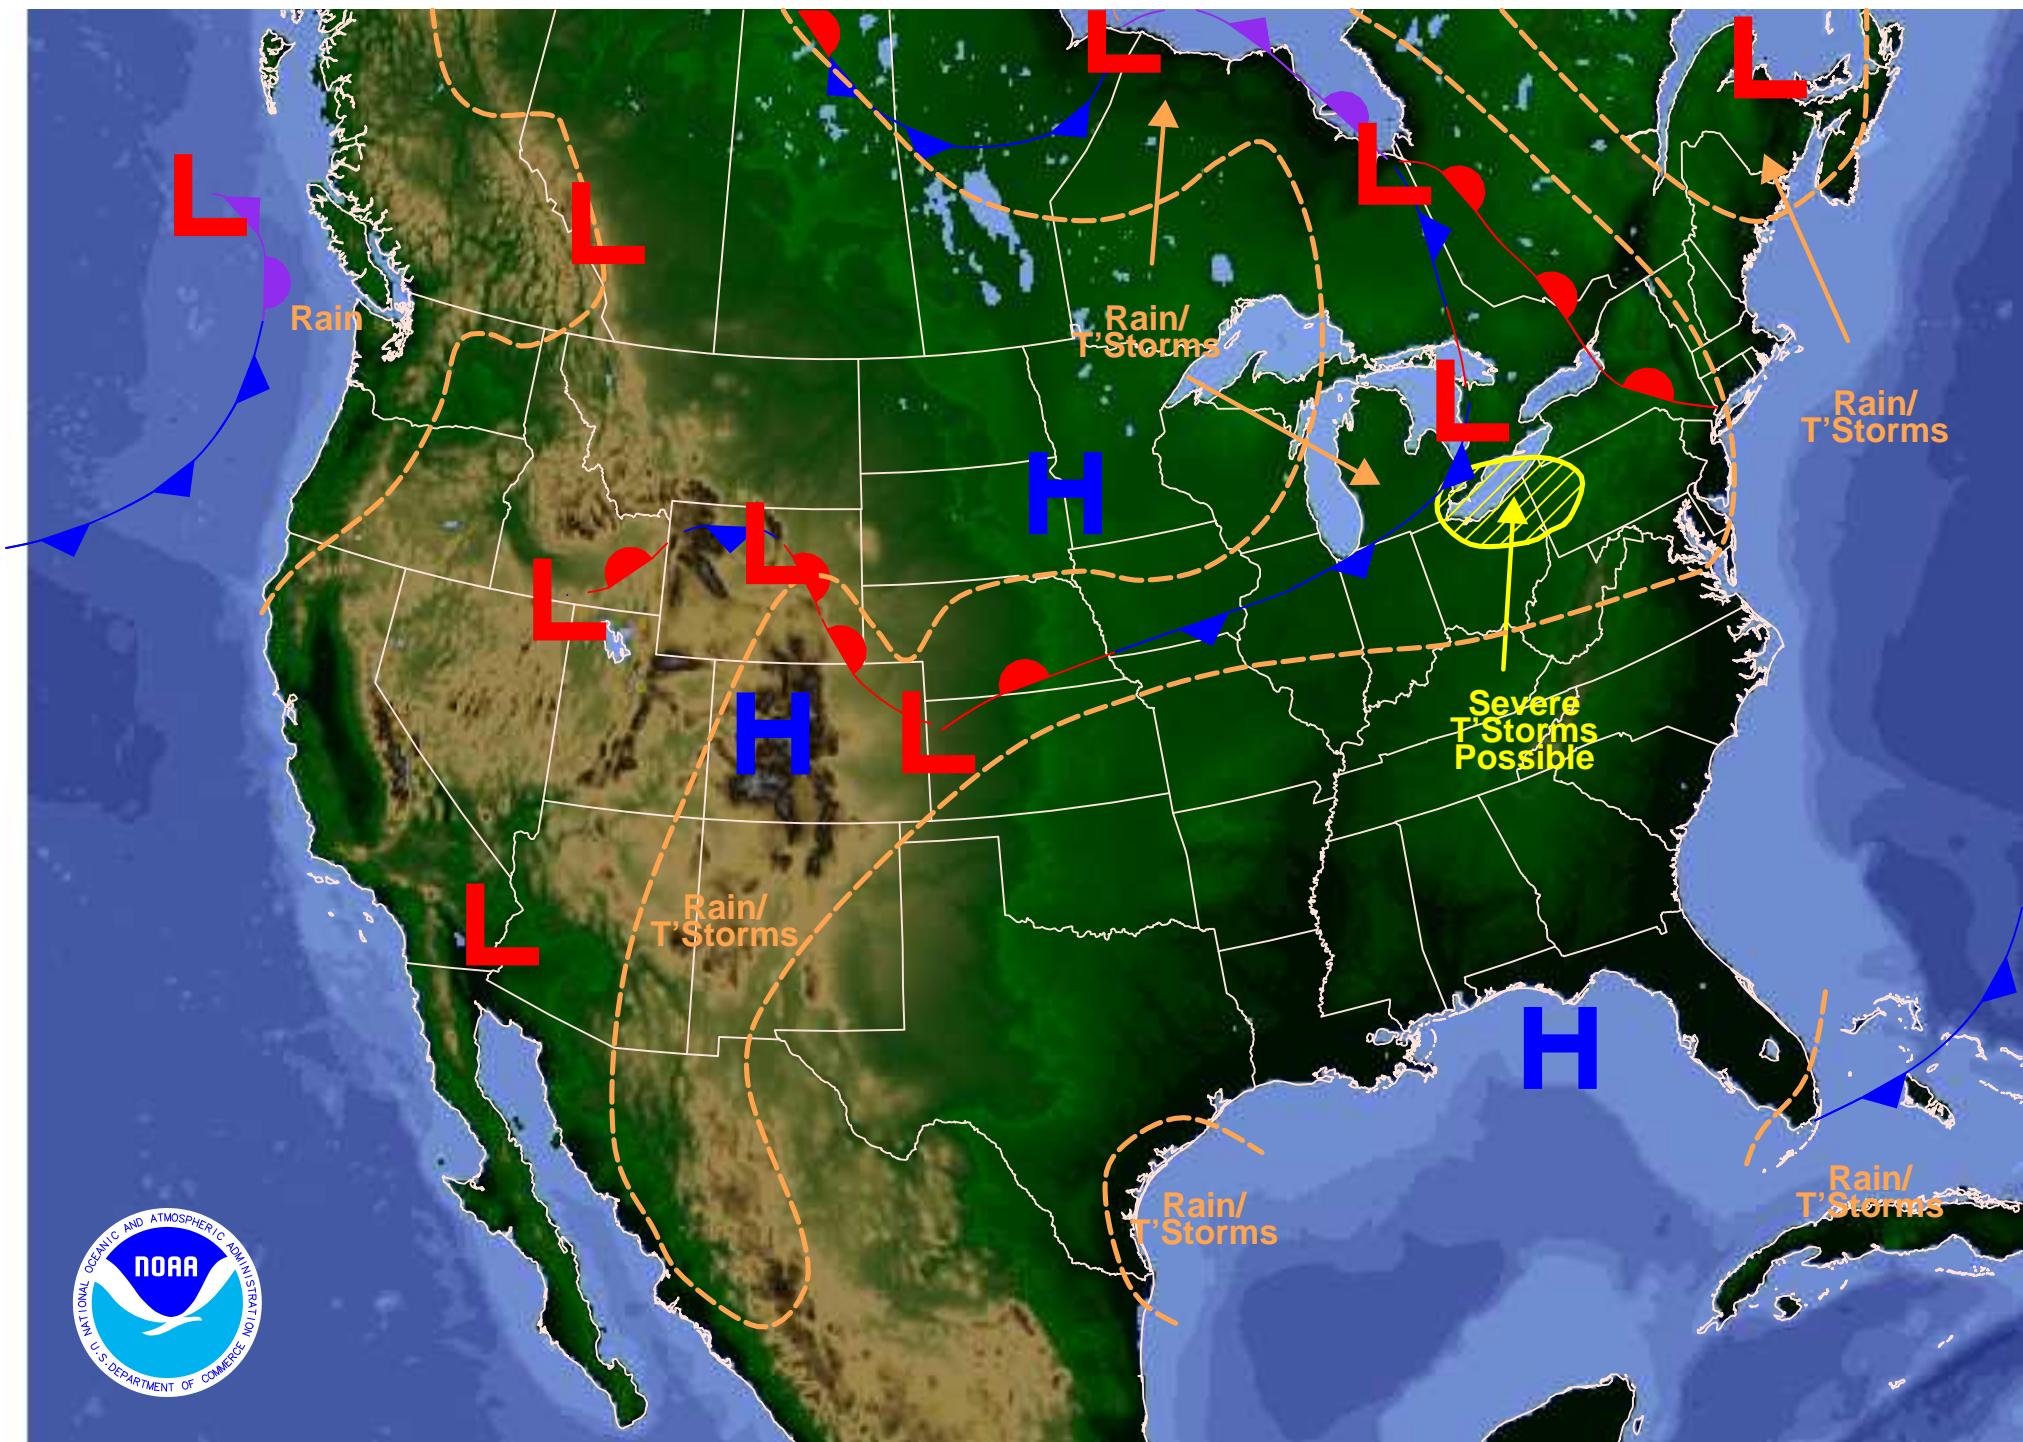 L
L
L
L
L
L
Rain
Rain/
T’Storms
L
Rain/
T’Storms
H
L
L
Severe
T’Storms
Possible
H
L
L
Rain/
T’Storms
H
Rain/
T’Storms
Rain/
T’Storms
NATIONAL OCEANIC AND ATMOSPHERIC ADMINISTRATION
NOAA
U.S. DEPARTMENT OF COMMERCE